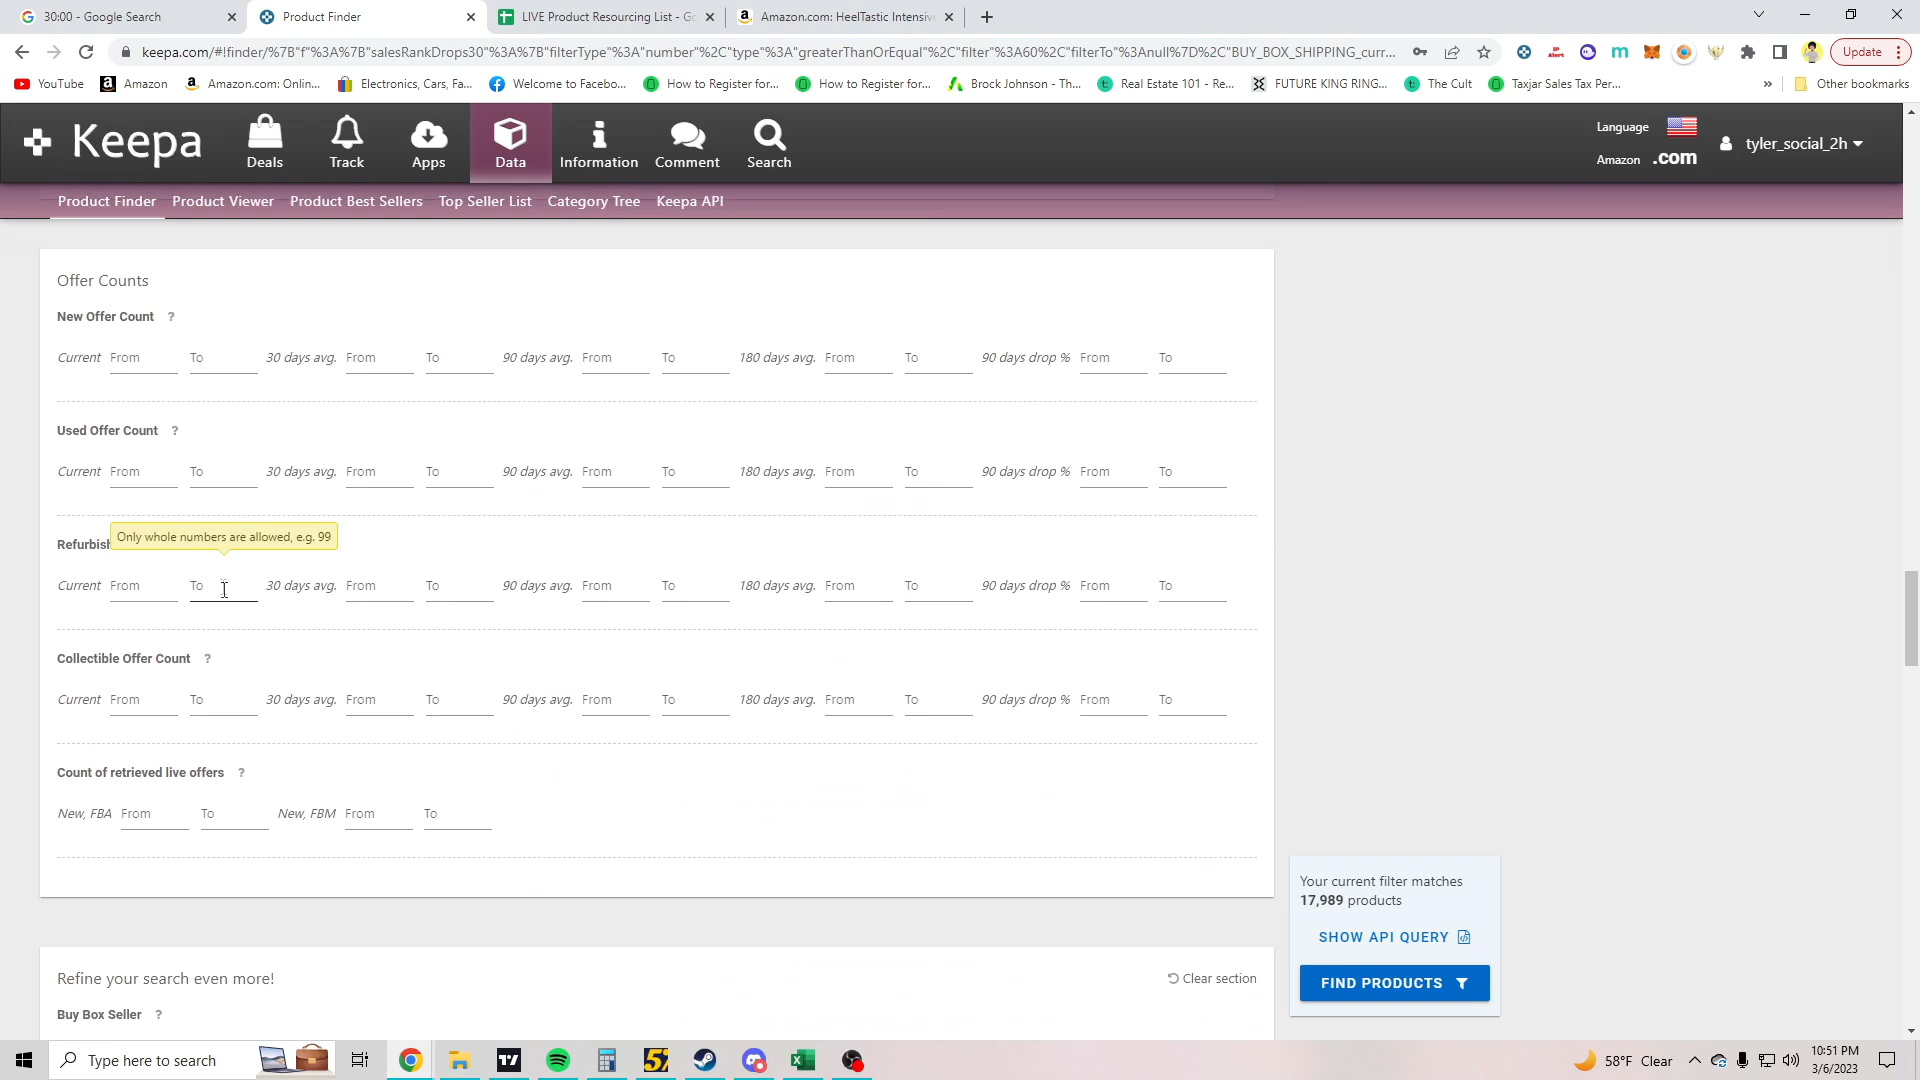 30:00 - Google Search
Product Finder
LIVE Product Resourcing List - Go
Amazon.com: HeelTastic Intensiv
keepa.com/#!finder/%7B"f"%3A%7B"salesRankDrops30"%3A%7B"filterType"%3A"number"%2C"type"%3A"greaterThanOrEqual"%2C"filter"%3A60%2C"filterTo"%3Anull%7D%2C"BUY_BOX_SHIPPING_curr...
Update
YouTube
Amazon
Amazon.com: Onlin...
Electronics, Cars, Fa...
Welcome to Facebo...
How to Register for...
How to Register for...
Brock Johnson - Th...
Real Estate 101 - Re...
FUTURE KING RING...
The Cult
Taxjar Sales Tax Per...
»
Other bookmarks
Keepa
Deals
Track
Apps
Data
Information
Comment
Search
Language
Amazon .com
tyler_social_2h
Product Finder
Product Viewer
Product Best Sellers
Top Seller List
Category Tree
Keepa API
Offer Counts
New Offer Count ?
Current From To 30 days avg. From To 90 days avg. From To 180 days avg. From To 90 days drop % From To
Used Offer Count ?
Current From To 30 days avg. From To 90 days avg. From To 180 days avg. From To 90 days drop % From To
Only whole numbers are allowed, e.g. 99
Refurbish
Current From To 30 days avg. From To 90 days avg. From To 180 days avg. From To 90 days drop % From To
Collectible Offer Count ?
Current From To 30 days avg. From To 90 days avg. From To 180 days avg. From To 90 days drop % From To
Count of retrieved live offers ?
New, FBA From To New, FBM From To
Your current filter matches
17,989 products
SHOW API QUERY
FIND PRODUCTS
Refine your search even more!
Clear section
Buy Box Seller ?
Type here to search
58°F Clear
10:51 PM
3/6/2023